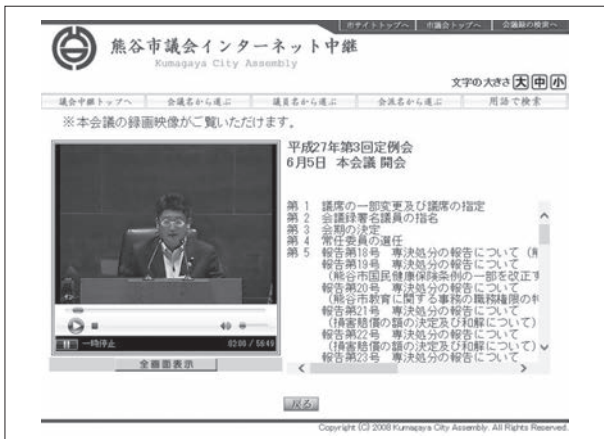 市サイトトップへ 市議会トップへ 会議録の検索へ
熊谷市議会インターネット中継
Kumagaya City Assembly
文字の大きさ 大 中 小
議会中継トップへ 会議名から選ぶ 議員名から選ぶ 会派名から選ぶ 用語で検索
※本会議の録画映像がご覧いただけます。
平成27年第3回定例会
6月5日 本会議 開会
第 1 議席の一部変更及び議席の指定
第 2 会議録署名議員の指名
第 3 会期の決定
第 4 常任委員の選任
第 5 報告第18号 専決処分の報告について
報告第19号 専決処分の報告について
(熊谷市国民健康保険条例の一部を改正す
報告第20号 専決処分の報告について
(熊谷市教育に関する事務の職務権限の特
報告第21号 専決処分の報告について
(損害賠償の額の決定及び和解について)
報告第22号 専決処分の報告について
(損害賠償の額の決定及び和解について)
報告第23号 専決処分の報告について
一時停止 02:00 / 56:49
全画面表示
戻る
Copyright (C) 2008 Kumagaya City Assembly. All Rights Reserved.